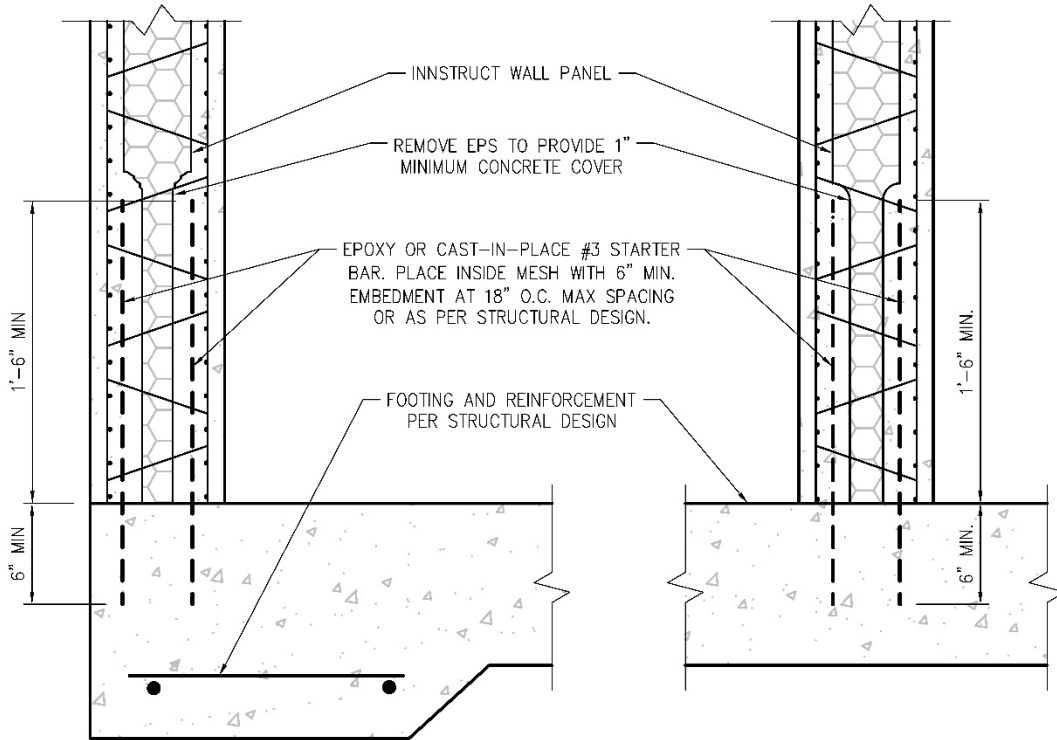 INNSTRUCT WALL PANEL
REMOVE EPS TO PROVIDE 1"
MINIMUM CONCRETE COVER
EPOXY OR CAST-IN-PLACE #3 STARTER
BAR. PLACE INSIDE MESH WITH 6" MIN.
EMBEDMENT AT 18" O.C. MAX SPACING
OR AS PER STRUCTURAL DESIGN.
FOOTING AND REINFORCEMENT
PER STRUCTURAL DESIGN
1'-6" MIN
6" MIN
1'-6" MIN.
6" MIN.